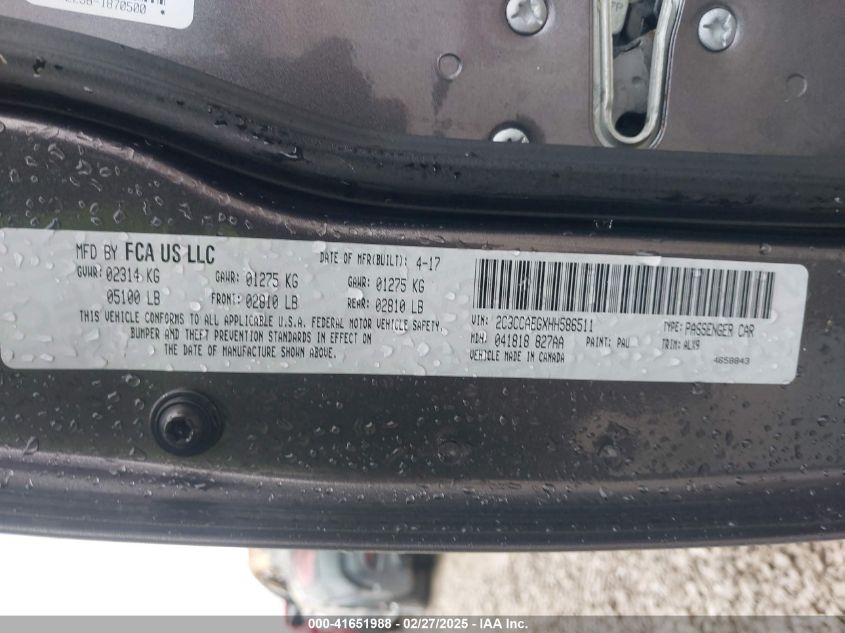 MFD BY FCA US LLC DATE OF MFR(BUILT): 4-17
GVWR: 02314 KG GAWR: 01275 KG GAWR: 01275 KG
05100 LB FRONT: 02810 LB REAR: 02810 LB
THIS VEHICLE CONFORMS TO ALL APPLICABLE U.S.A. FEDERAL MOTOR VEHICLE SAFETY,
BUMPER AND THEFT PREVENTION STANDARDS IN EFFECT ON
THE DATE OF MANUFACTURE SHOWN ABOVE.
VIN: 2C3CCAEGXHH586511 TYPE: PASSENGER CAR
MDH: 041818 827AA PAINT: PAU TRIM: ALX9
VEHICLE MADE IN CANADA 4658843
000-41651988 - 02/27/2025 - IAA Inc.